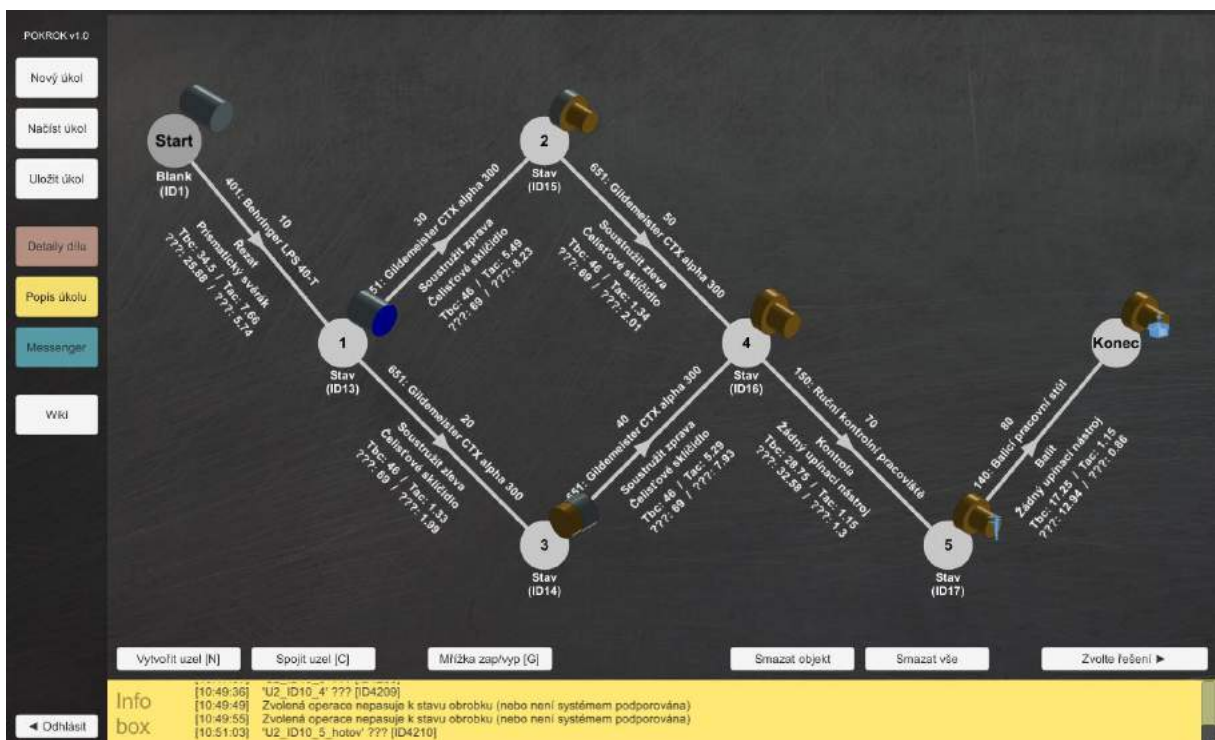 POKROK v1.0
Nový úkol
Načíst úkol
Uložit úkol
Detaily dílu
Popis úkolu
Messenger
Wiki
◄ Odhlásit
Start
Blank
(ID1)
10
401: Behringer LPS 40-T
Rezat
Prismatický svěrák
Tbc: 34.5 / Tac: 7.66
???: 25.88 / ???: 5.74
1
Stav
(ID13)
30
51: Gildemeister CTX alpha 300
Soustružit zprava
Čelisťové sklíčidlo
Tbc: 46 / Tac: 5.49
???: 69 / ???: 8.23
2
Stav
(ID15)
20
651: Gildemeister CTX alpha 300
Soustružit zleva
Čelisťové sklíčidlo
Tbc: 46 / Tac: 1.33
???: 69 / ???: 1.99
3
Stav
(ID14)
50
651: Gildemeister CTX alpha 300
Soustružit zleva
Čelisťové sklíčidlo
Tbc: 46 / Tac: 1.34
???: 69 / ???: 2.01
40
651: Gildemeister CTX alpha 300
Soustružit zprava
Čelisťové sklíčidlo
Tbc: 46 / Tac: 5.29
???: 69 / ???: 7.93
4
Stav
(ID16)
70
150: Ruční kontrolní pracoviště
Kontrola
Žádný upínací nástroj
Tbc: 28.75 / Tac: 1.15
???: 32.58 / ???: 1.3
5
Stav
(ID17)
80
140: Balicí pracovní stůl
Balit
Žádný upínací nástroj
Tbc: 17.25 / Tac: 1.15
???: 12.94 / ???: 0.86
Konec
Vytvořit uzel [N]
Spojit uzel [C]
Mřížka zap/vyp [G]
Smazat objekt
Smazat vše
Zvolte řešení ►
Info
box
[10:49:36] 'U2_ID10_4' ??? [ID4209]
[10:49:49] Zvolená operace nepasuje k stavu obrobku (nebo není systémem podporována)
[10:49:55] Zvolená operace nepasuje k stavu obrobku (nebo není systémem podporována)
[10:51:03] 'U2_ID10_5_hotov' ??? [ID4210]